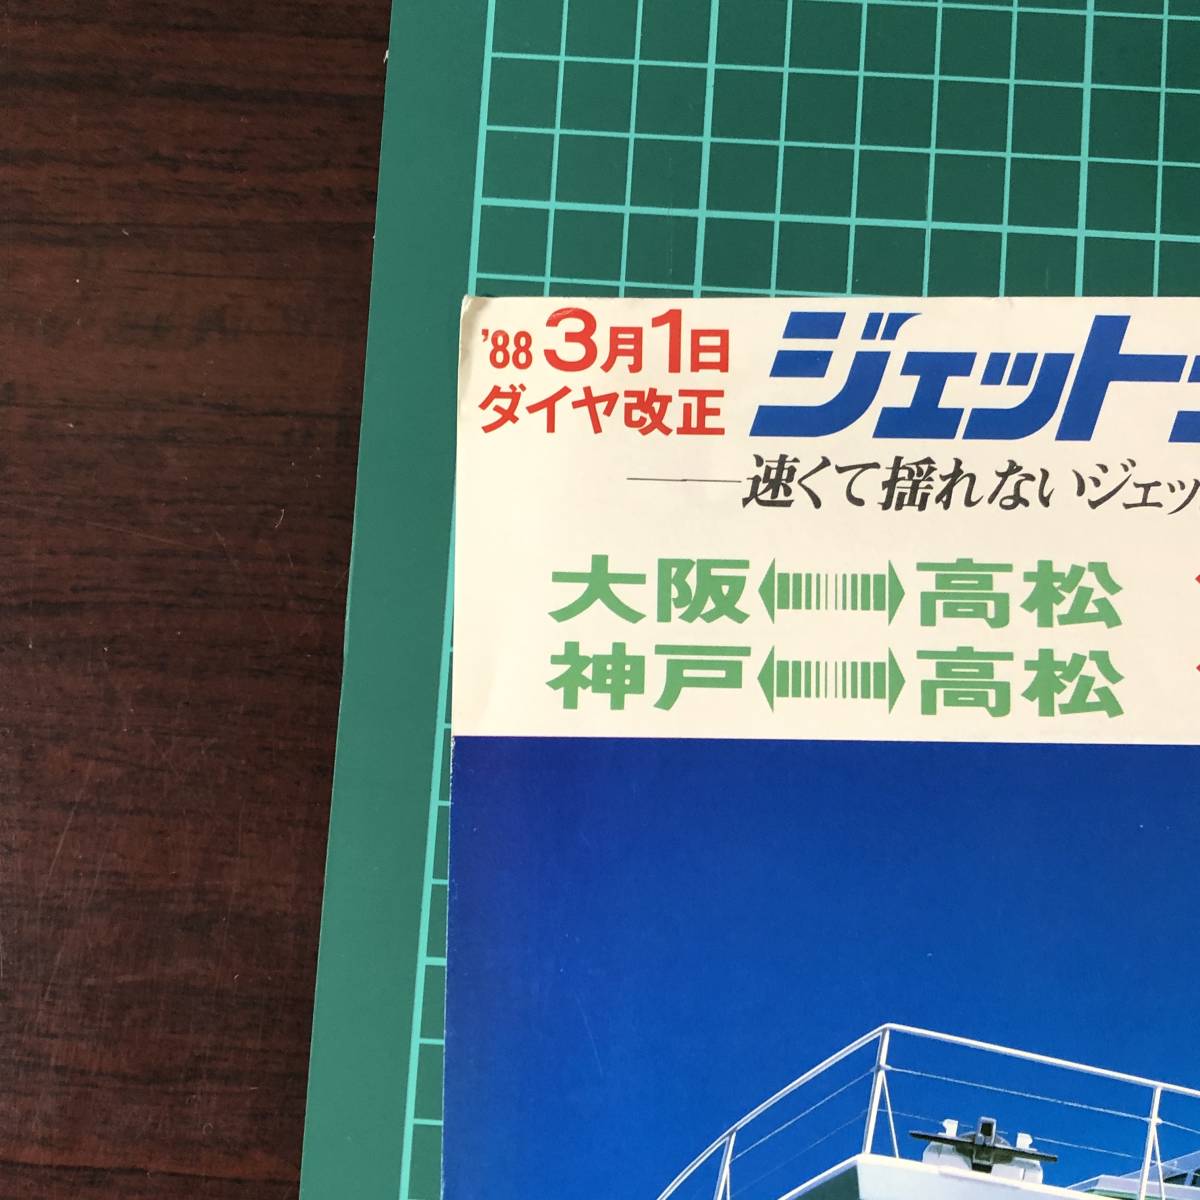 '88 3月1日
ダイヤ改正
ジェット
速くて揺れないジェッ
大阪 高松
神戸 高松